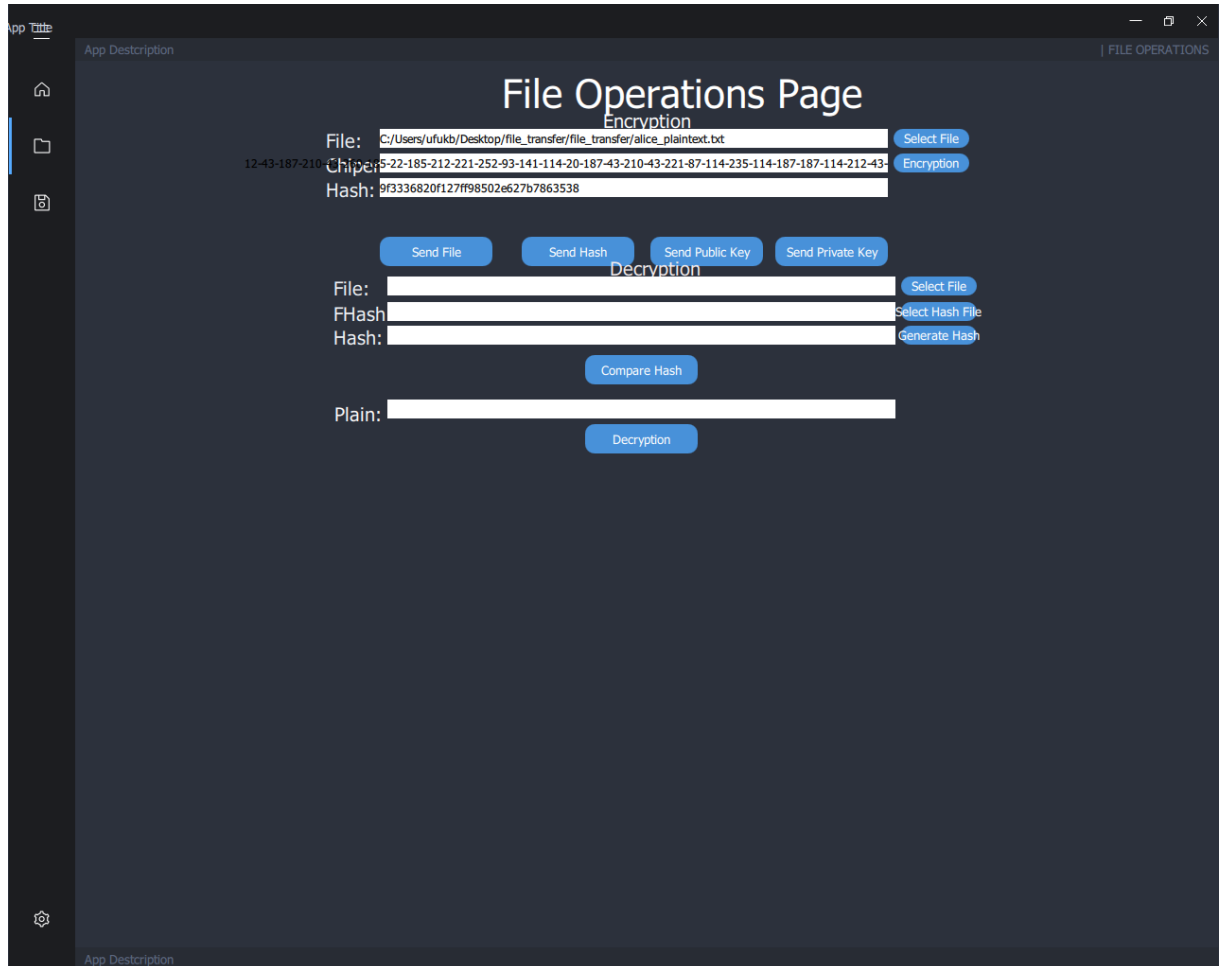 App Title
App Destcription | FILE OPERATIONS
File Operations Page
Encryption
File: C:/Users/ufukb/Desktop/file_transfer/file_transfer/alice_plaintext.txt Select File
Chiper 5-22-185-212-221-252-93-141-114-20-187-43-210-43-221-87-114-235-114-187-187-114-212-43- Encryption
Hash: 9f3336820f127ff98502e627b7863538
Send File Send Hash Send Public Key Send Private Key
Decryption
File: Select File
FHash Select Hash File
Hash: Generate Hash
Compare Hash
Plain:
Decryption
App Destcription